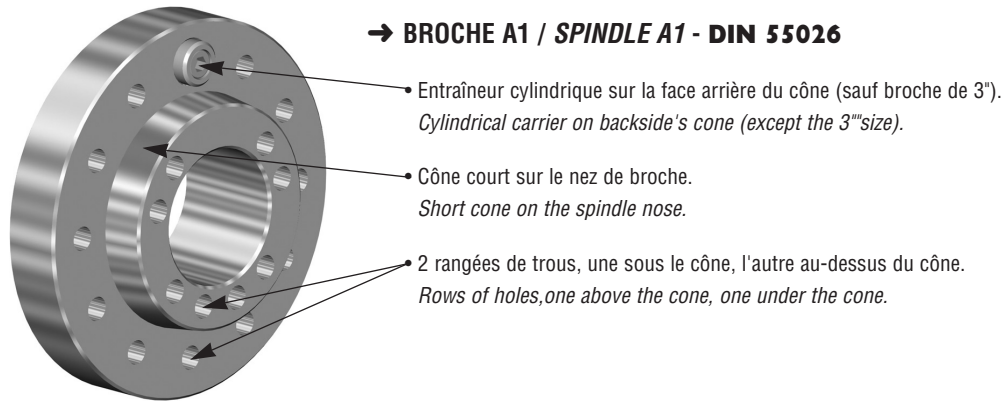 ➔ BROCHE A1 / SPINDLE A1 - DIN 55026
• Entraîneur cylindrique sur la face arrière du cône (sauf broche de 3").
Cylindrical carrier on backside's cone (except the 3""size).
• Cône court sur le nez de broche.
Short cone on the spindle nose.
• 2 rangées de trous, une sous le cône, l'autre au-dessus du cône.
Rows of holes,one above the cone, one under the cone.